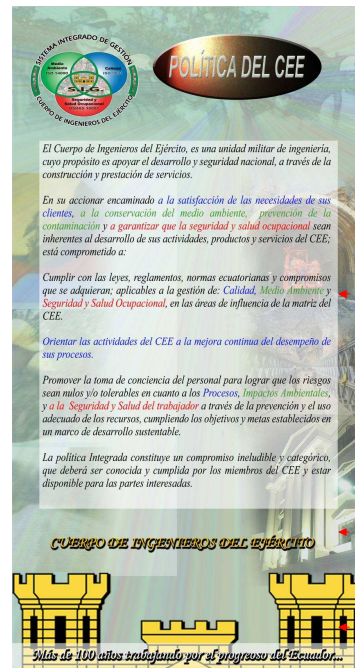 SISTEMA INTEGRADO DE GESTIÓN
Medio
Ambiente
ISO 14000
Calidad
S.I.G.
Seguridad y
Salud Ocupacional
CUERPO DE INGENIEROS DEL EJÉRCITO
POLÍTICA DEL CEE
El Cuerpo de Ingenieros del Ejército, es una unidad militar de ingeniería,
cuyo propósito es apoyar el desarrollo y seguridad nacional, a través de la
construcción y prestación de servicios.
En su accionar encaminado a la satisfacción de las necesidades de sus
clientes, a la conservación del medio ambiente, prevención de la
contaminación y a garantizar que la seguridad y salud ocupacional sean
inherentes al desarrollo de sus actividades, productos y servicios del CEE;
está comprometido a:
Cumplir con las leyes, reglamentos, normas ecuatorianas y compromisos
que se adquieran; aplicables a la gestión de: Calidad, Medio Ambiente y
Seguridad y Salud Ocupacional, en las áreas de influencia de la matriz del
CEE.
Orientar las actividades del CEE a la mejora continua del desempeño de
sus procesos.
Promover la toma de conciencia del personal para lograr que los riesgos
sean nulos y/o tolerables en cuanto a los Procesos, Impactos Ambientales,
y a la Seguridad y Salud del trabajador a través de la prevención y el uso
adecuado de los recursos, cumpliendo los objetivos y metas establecidos en
un marco de desarrollo sustentable.
La política Integrada constituye un compromiso ineludible y categórico,
que deberá ser conocida y cumplida por los miembros del CEE y estar
disponible para las partes interesadas.
CUERPO DE INGENIEROS DEL EJÉRCITO
Más de 100 años trabajando por el progreso del Ecuador...